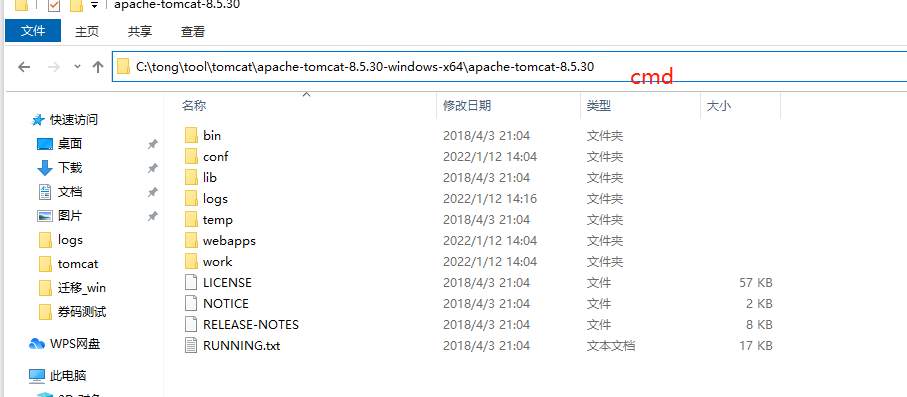 apache-tomcat-8.5.30
文件 主页 共享 查看
C:\tong\tool\tomcat\apache-tomcat-8.5.30-windows-x64\apache-tomcat-8.5.30
cmd
名称 修改日期 类型 大小
快速访问
桌面
下载
文档
图片
logs
tomcat
迁移_win
券码测试
WPS网盘
此电脑
bin 2018/4/3 21:04 文件夹
conf 2022/1/12 14:04 文件夹
lib 2018/4/3 21:04 文件夹
logs 2022/1/12 14:16 文件夹
temp 2018/4/3 21:04 文件夹
webapps 2022/1/12 14:04 文件夹
work 2022/1/12 14:04 文件夹
LICENSE 2018/4/3 21:04 文件 57 KB
NOTICE 2018/4/3 21:04 文件 2 KB
RELEASE-NOTES 2018/4/3 21:04 文件 8 KB
RUNNING.txt 2018/4/3 21:04 文本文档 17 KB